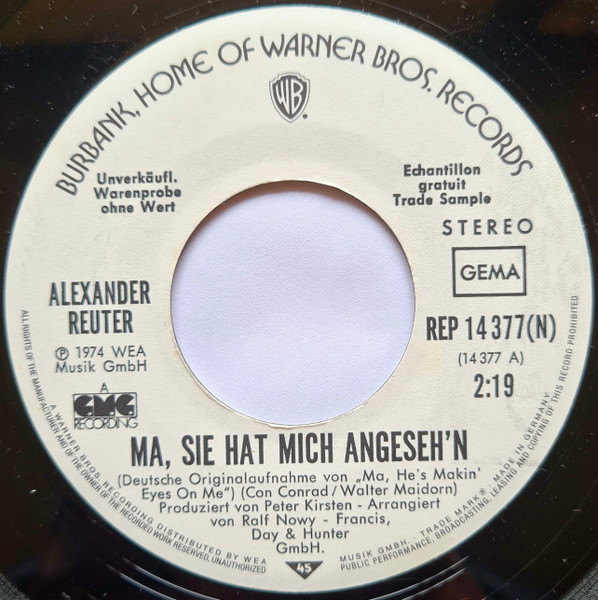 BURBANK, HOME OF WARNER BROS. RECORDS
WB
Unverkäufl.
Warenprobe
ohne Wert
Echantillon
gratuit
Trade Sample
STEREO
GEMA
ALEXANDER
REUTER
℗ 1974 WEA
Musik GmbH
A
GMG
RECORDING
REP 14 377(N)
(14 377 A)
2:19
MA, SIE HAT MICH ANGESEH'N
(Deutsche Originalaufnahme von „Ma, He's Makin'
Eyes On Me") (Con Conrad/Walter Maidorn)
Produziert von Peter Kirsten - Arrangiert
von Ralf Nowy - Francis,
Day & Hunter
GmbH.
45
ALL RIGHTS OF THE MANUFACTURER AND OF THE OWNER OF THE RECORDED WORK RESERVED, UNAUTHORIZED
PUBLIC PERFORMANCE, BROADCASTING, LEASING AND COPYING OF THIS RECORD PROHIBITED
A WARNER BROS. RECORDING DISTRIBUTED BY WEA
MUSIK GMBH. - TRADE MARK ® - MADE IN GERMANY